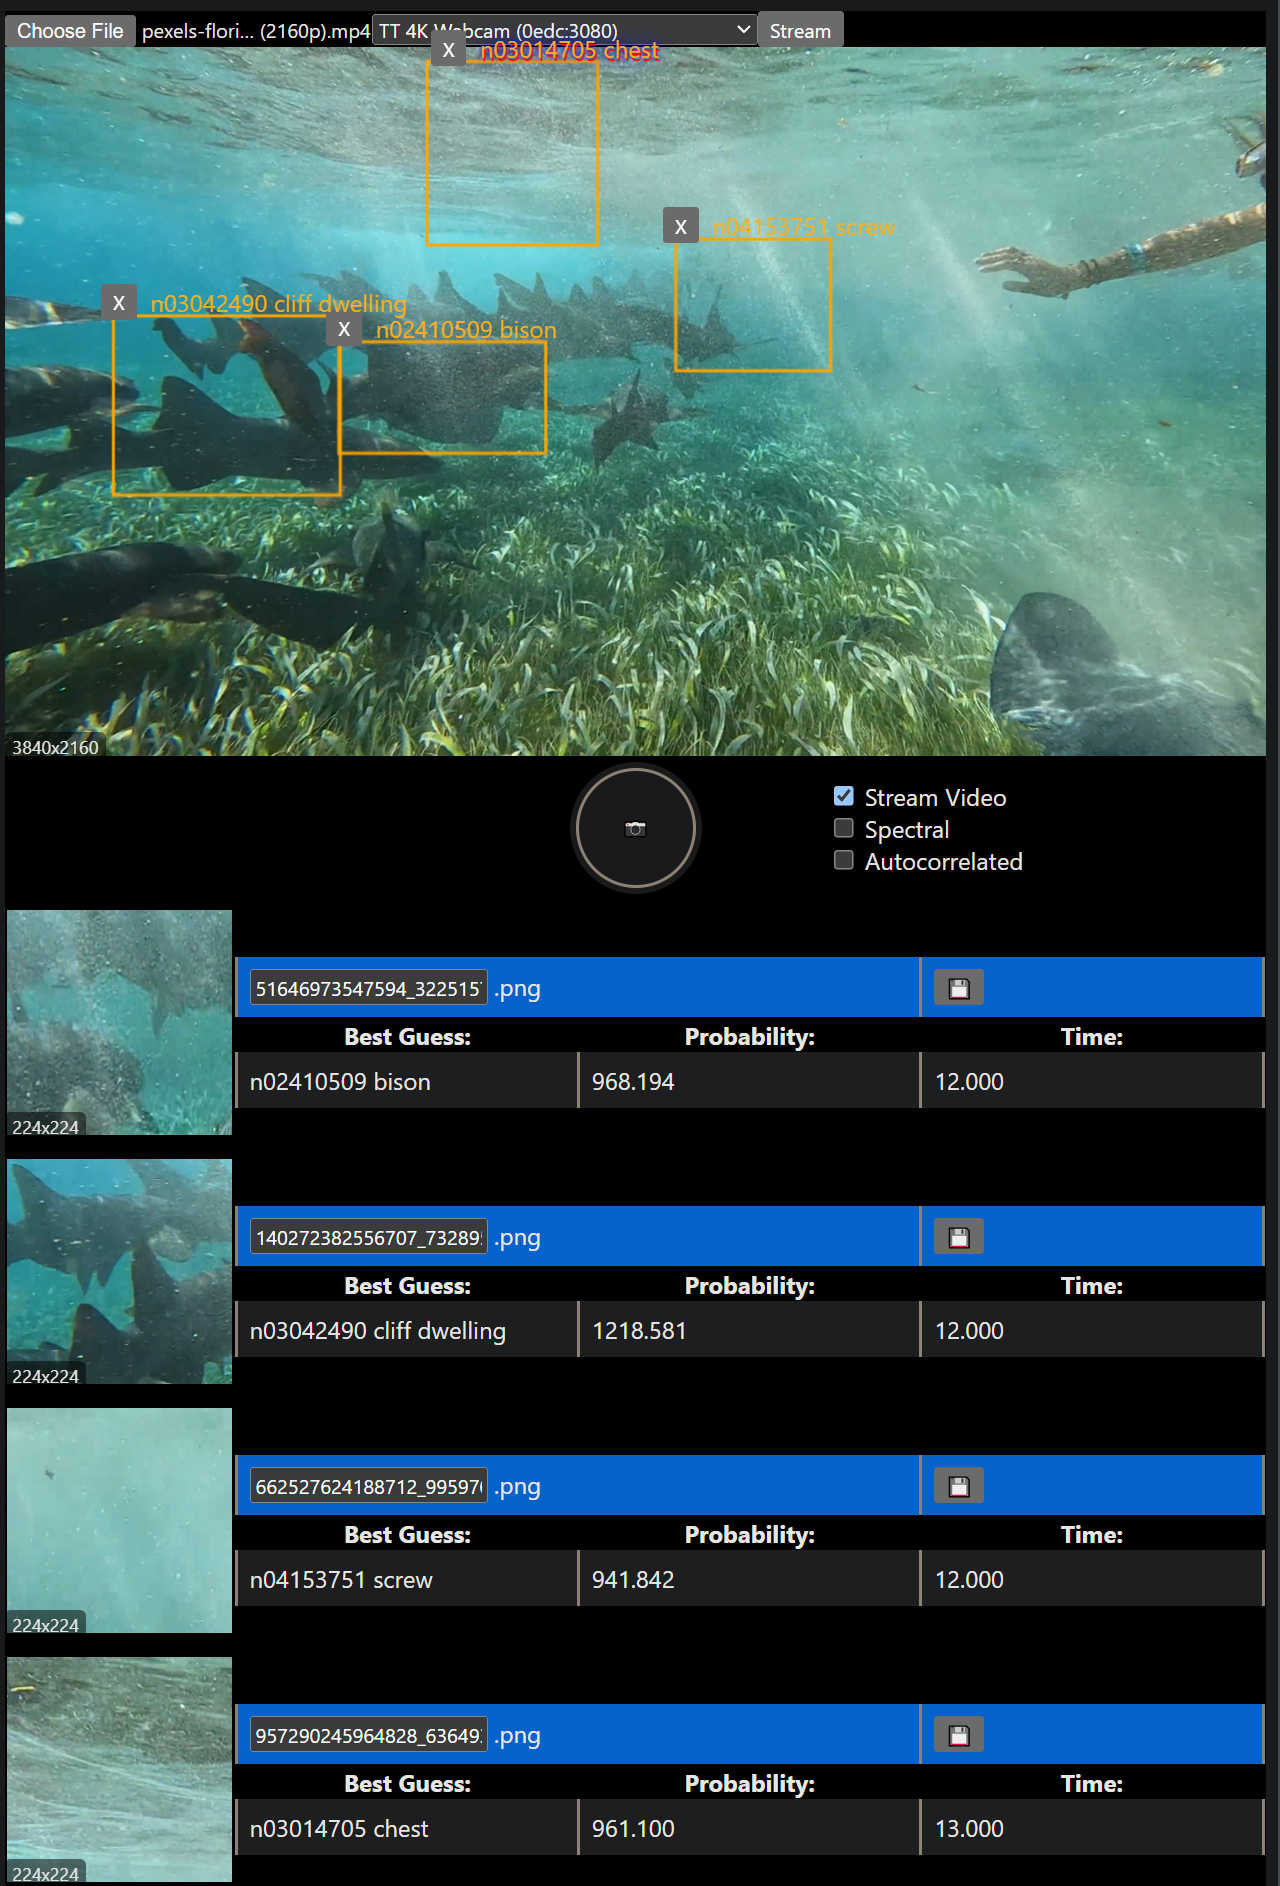 Choose File pexels-flori... (2160p).mp4 TT 4K Webcam (0edc:3080) Stream
X n03014705 chest
X n04153751 screw
X n03042490 cliff dwelling
X n02410509 bison
3840x2160
Stream Video
Spectral
Autocorrelated
51646973547594_322515 .png
Best Guess: Probability: Time:
n02410509 bison 968.194 12.000
224x224
140272382556707_73289 .png
Best Guess: Probability: Time:
n03042490 cliff dwelling 1218.581 12.000
224x224
662527624188712_99597 .png
Best Guess: Probability: Time:
n04153751 screw 941.842 12.000
224x224
957290245964828_63649 .png
Best Guess: Probability: Time:
n03014705 chest 961.100 13.000
224x224